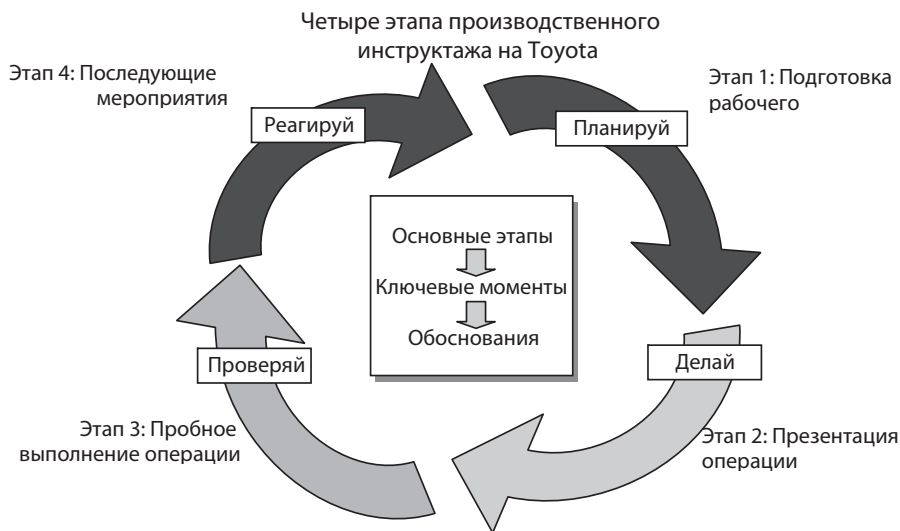 Четыре этапа производственного
инструктажа на Toyota
Этап 4: Последующие
мероприятия
Этап 1: Подготовка
рабочего
Реагируй
Планируй
Основные этапы
Ключевые моменты
Обоснования
Проверяй
Делай
Этап 3: Пробное
выполнение операции
Этап 2: Презентация
операции